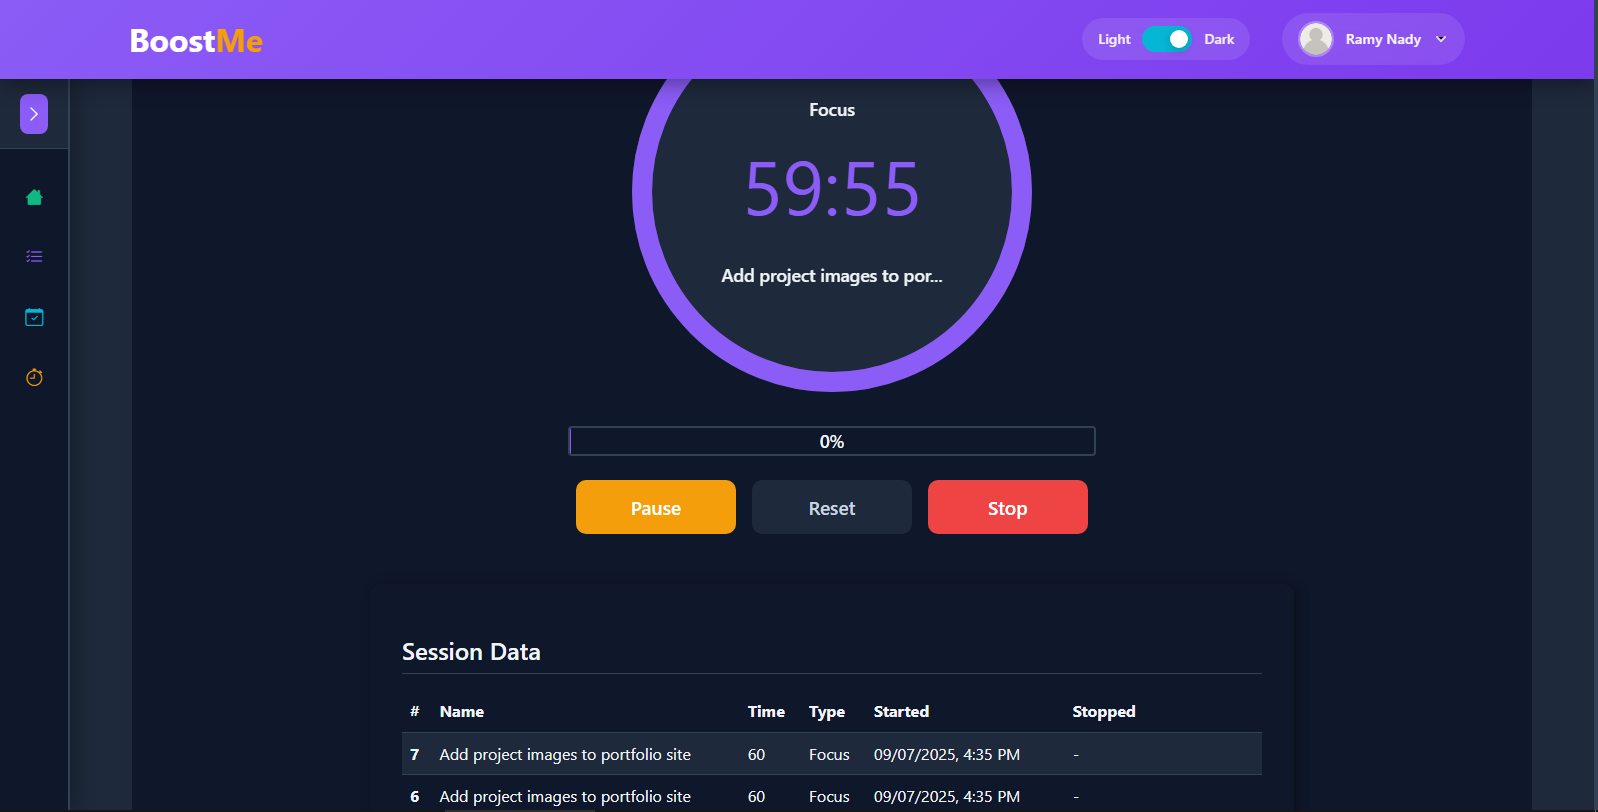 BoostMe
Light Dark
Ramy Nady
Focus
59:55
Add project images to por...
0%
Pause Reset Stop
Session Data
# Name Time Type Started Stopped
7 Add project images to portfolio site 60 Focus 09/07/2025, 4:35 PM -
6 Add project images to portfolio site 60 Focus 09/07/2025, 4:35 PM -